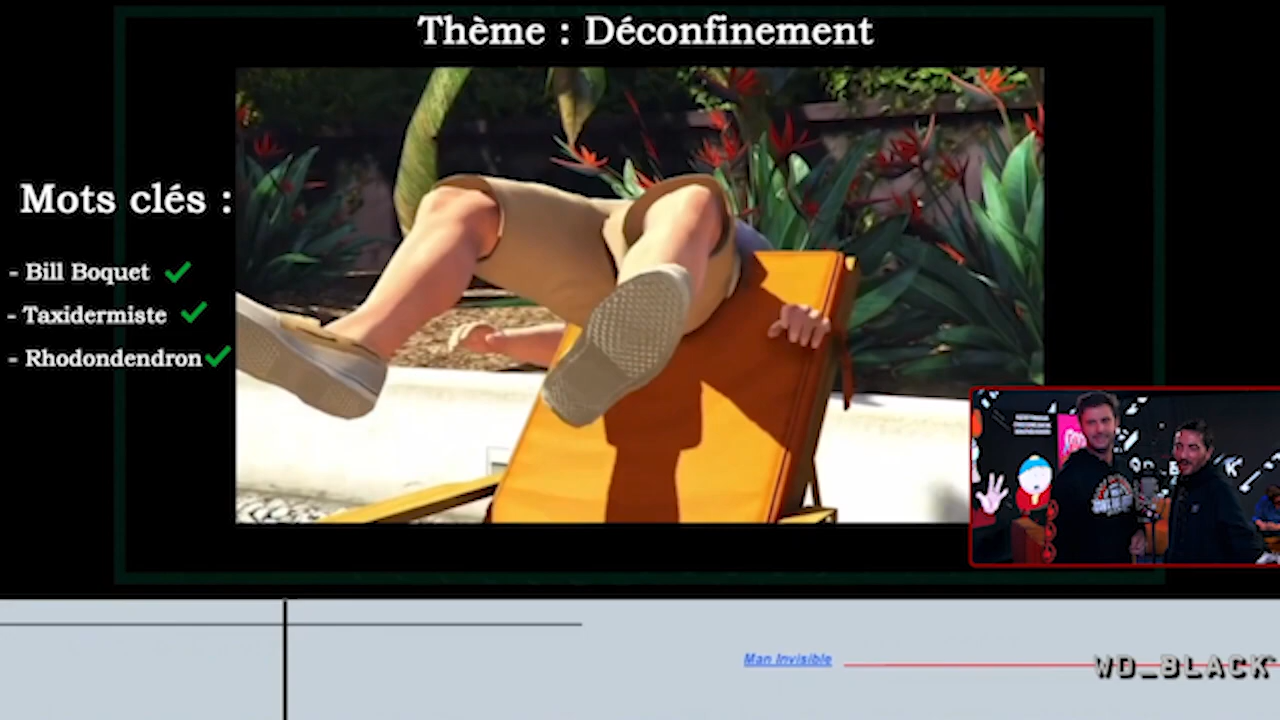 Thème : Déconfinement
Mots clés :
- Bill Boquet
- Taxidermiste
- Rhodondendron
Man Invisible
WD_BLACK